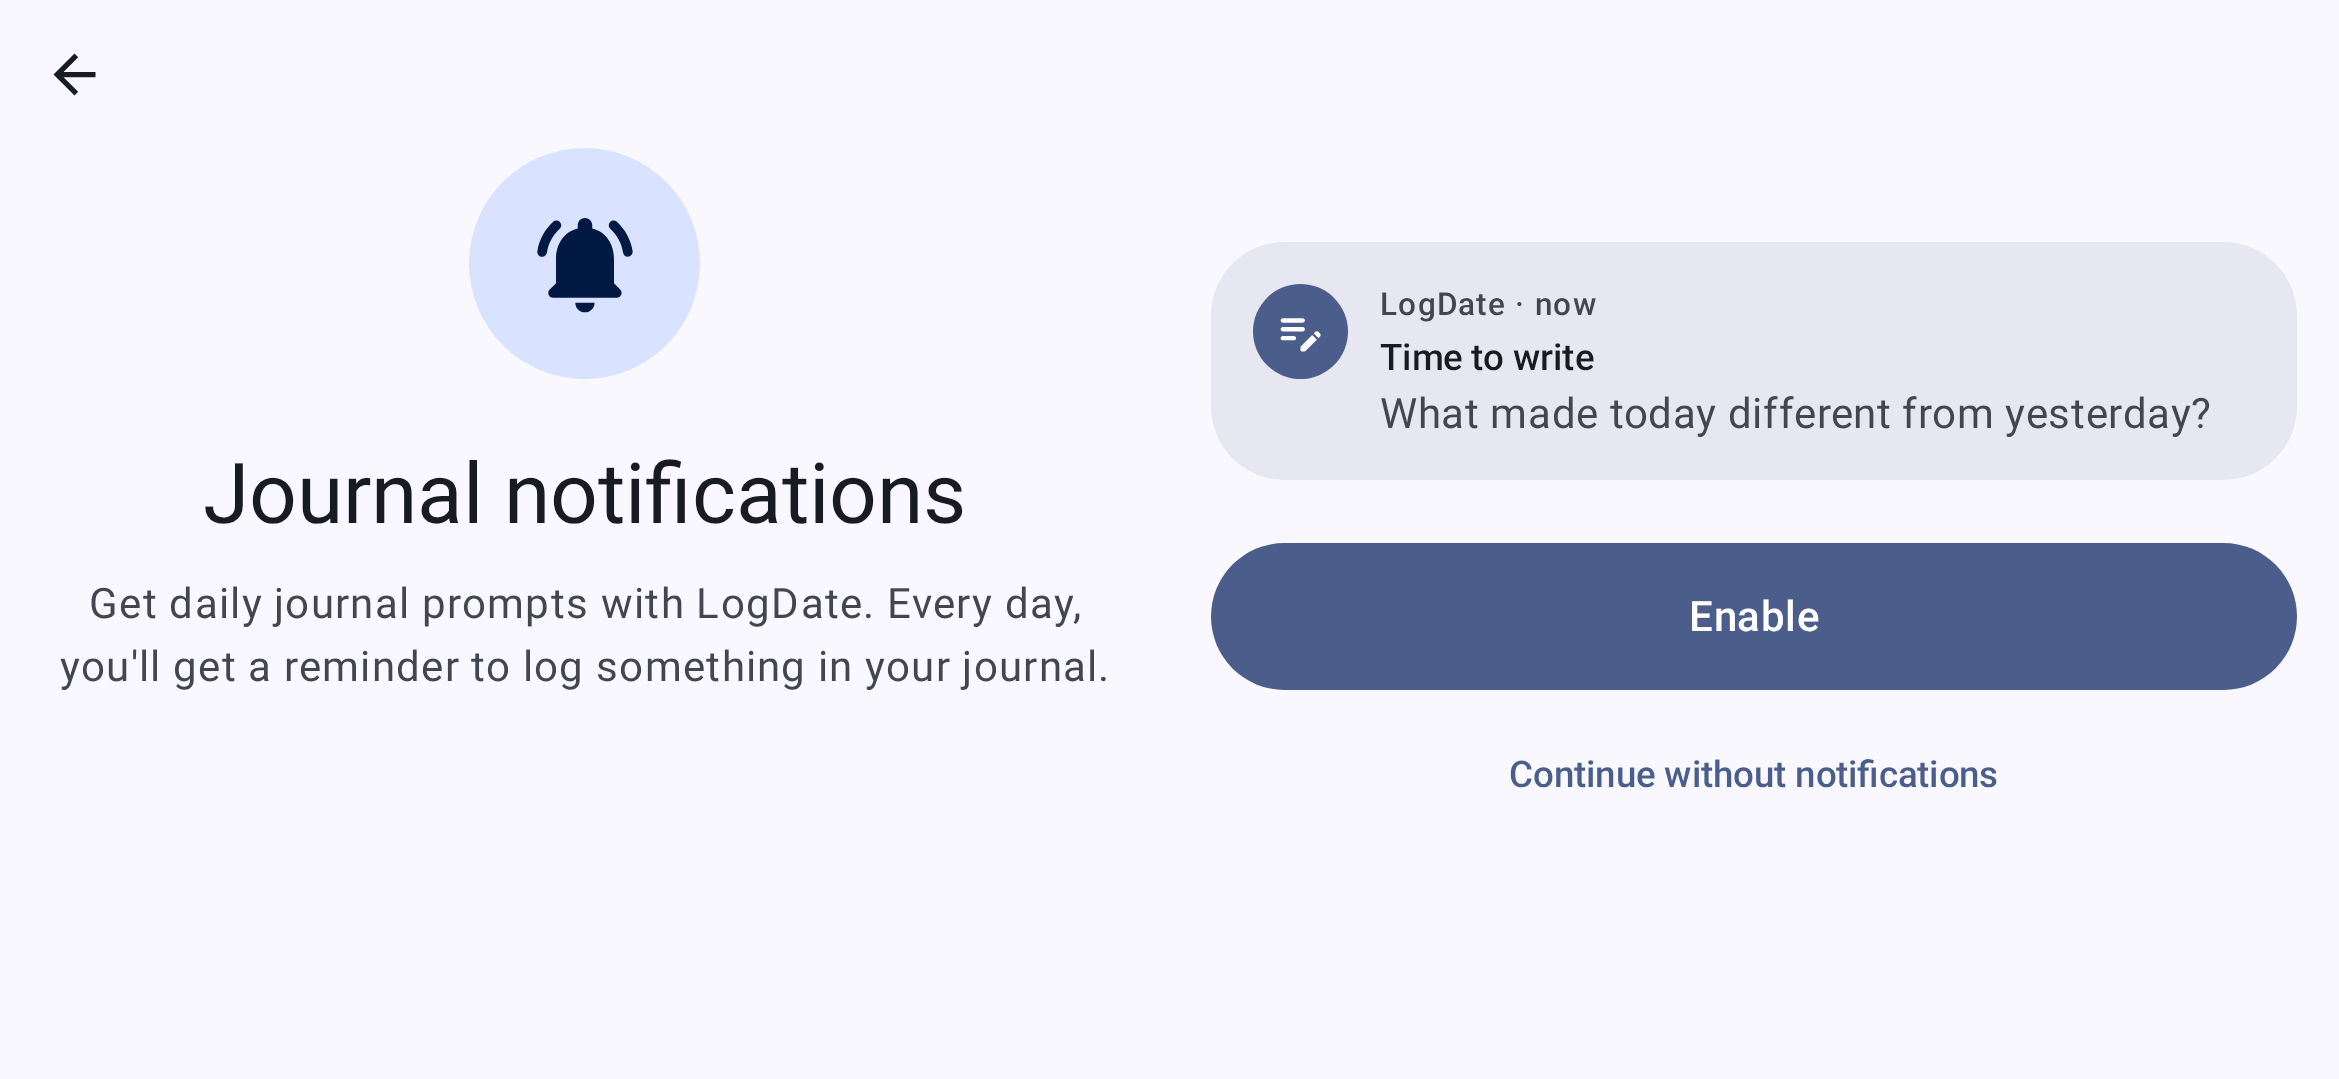 Journal notifications
Get daily journal prompts with LogDate. Every day,
you'll get a reminder to log something in your journal.
LogDate · now
Time to write
What made today different from yesterday?
Enable
Continue without notifications